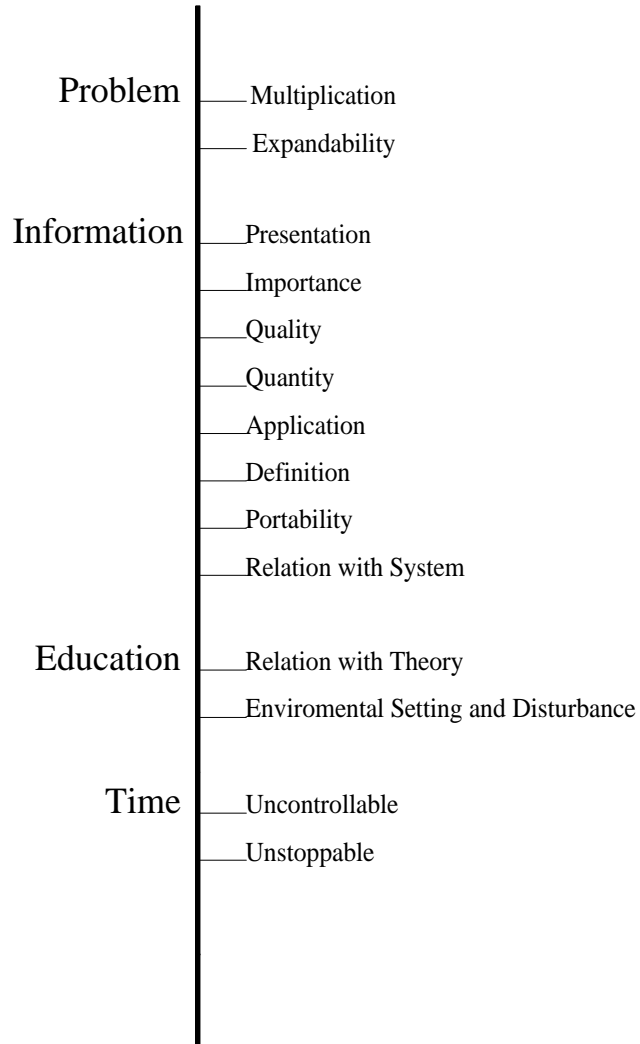 Problem
Multiplication
Expandability
Information
Presentation
Importance
Quality
Quantity
Application
Definition
Portability
Relation with System
Education
Relation with Theory
Enviromental Setting and Disturbance
Time
Uncontrollable
Unstoppable